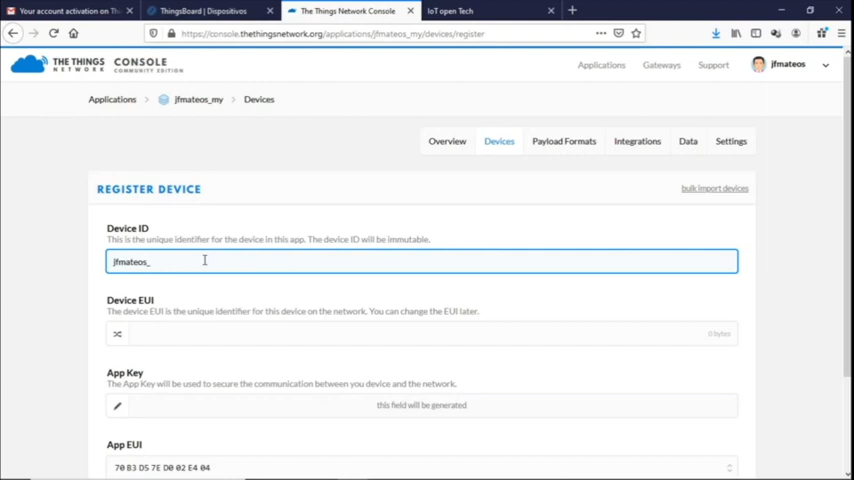 Your account activation on Th
ThingsBoard | Dispositivos
The Things Network Console
IoT open Tech
https://console.thethingsnetwork.org/applications/jfmateos_my/devices/register
THE THINGS NETWORK
CONSOLE COMMUNITY EDITION
Applications
Gateways
Support
jfmateos
Applications
jfmateos_my
Devices
Overview
Devices
Payload Formats
Integrations
Data
Settings
REGISTER DEVICE
bulk import devices
Device ID
This is the unique identifier for the device in this app. The device ID will be immutable.
jfmateos_
Device EUI
The device EUI is the unique identifier for this device on the network. You can change the EUI later.
0 bytes
App Key
The App Key will be used to secure the communication between you device and the network.
this field will be generated
App EUI
70 B3 D5 7E D0 02 E4 04